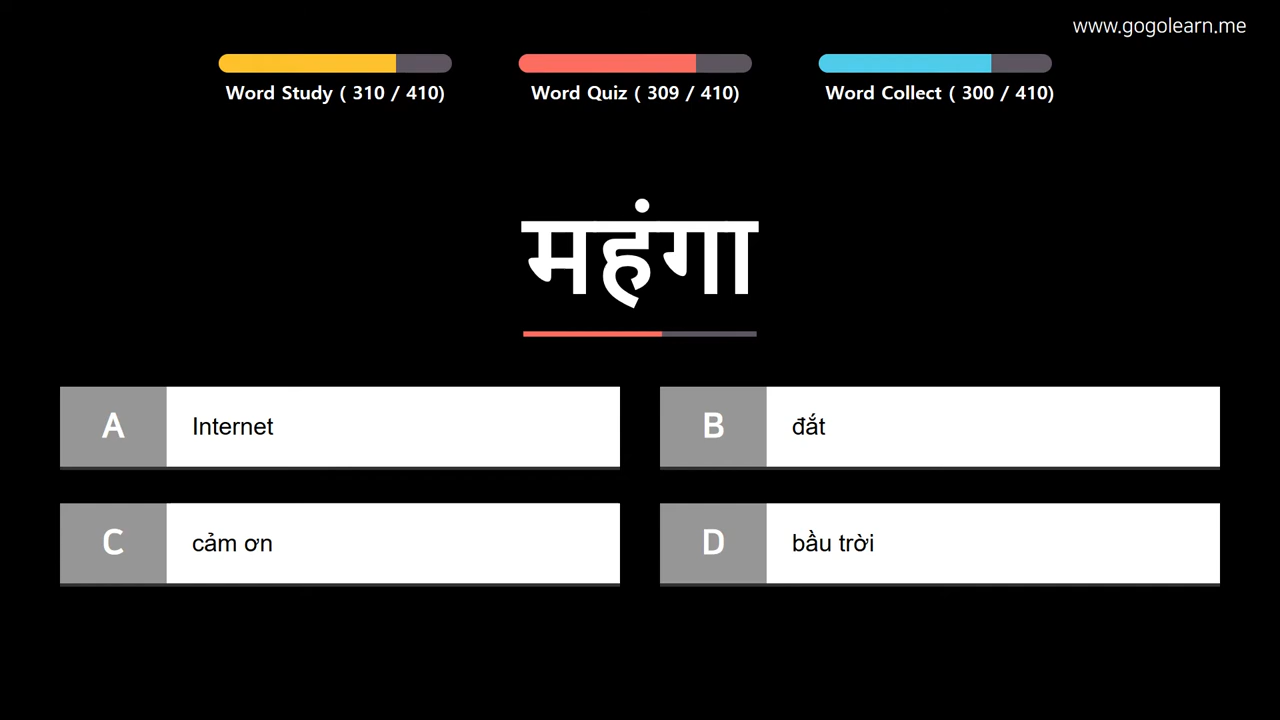 www.gogolearn.me
Word Study ( 310 / 410)
Word Quiz ( 309 / 410)
Word Collect ( 300 / 410)
महंगा
A
Internet
B
đắt
C
cảm ơn
D
bầu trời